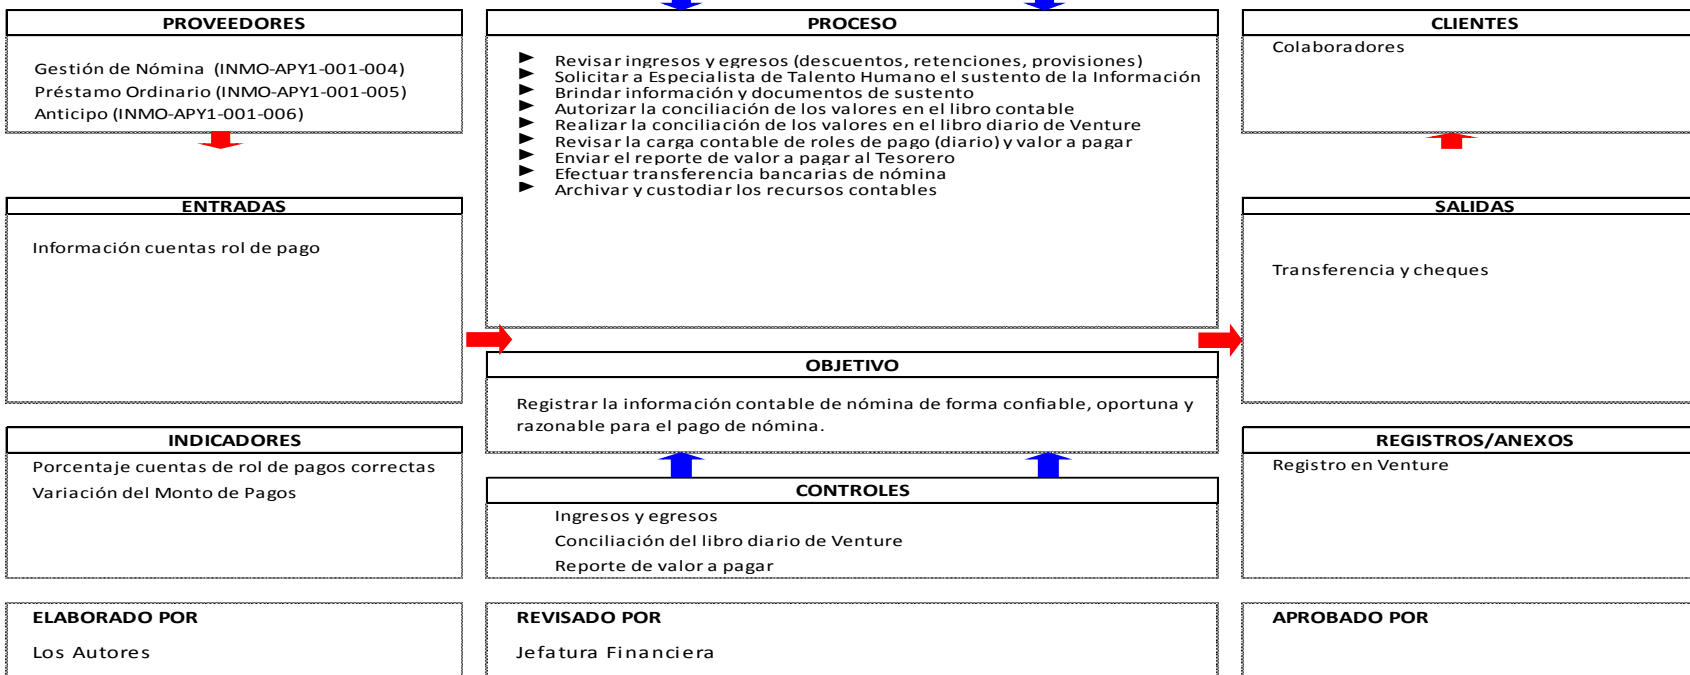 PROVEEDORES
Gestión de Nómina (INMO-APY1-001-004)
Préstamo Ordinario (INMO-APY1-001-005)
Anticipo (INMO-APY1-001-006)
PROCESO
Revisar ingresos y egresos (descuentos, retenciones, provisiones)
Solicitar a Especialista de Talento Humano el sustento de la Información
Brindar información y documentos de sustento
Autorizar la conciliación de los valores en el libro contable
Realizar la conciliación de los valores en el libro diario de Venture
Revisar la carga contable de roles de pago (diario) y valor a pagar
Enviar el reporte de valor a pagar al Tesorero
Efectuar transferencia bancarias de nómina
Archivar y custodiar los recursos contables
CLIENTES
Colaboradores
ENTRADAS
Información cuentas rol de pago
SALIDAS
Transferencia y cheques
OBJETIVO
Registrar la información contable de nómina de forma confiable, oportuna y
razonable para el pago de nómina.
INDICADORES
Porcentaje cuentas de rol de pagos correctas
Variación del Monto de Pagos
CONTROLES
Ingresos y egresos
Conciliación del libro diario de Venture
Reporte de valor a pagar
REGISTROS/ANEXOS
Registro en Venture
ELABORADO POR
Los Autores
REVISADO POR
Jefatura Financiera
APROBADO POR